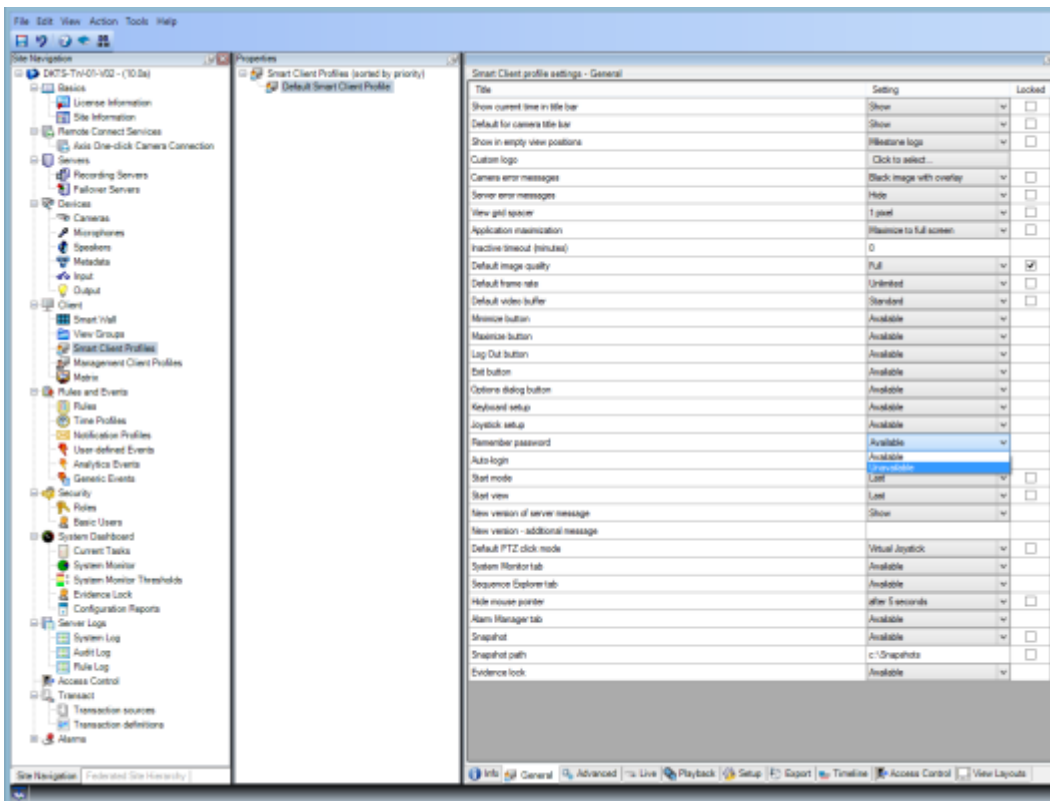 File Edit View Action Tools Help
Site Navigation
DKTS-TW-01-V02 - (10.0a)
Basics
License Information
Site Information
Remote Connect Services
Axis One-click Camera Connection
Servers
Recording Servers
Failover Servers
Devices
Cameras
Microphones
Speakers
Metadata
Input
Output
Client
Smart Wall
View Groups
Smart Client Profiles
Management Client Profiles
Matrix
Rules and Events
Rules
Time Profiles
Notification Profiles
User-defined Events
Analytics Events
Generic Events
Security
Roles
Basic Users
System Dashboard
Current Tasks
System Monitor
System Monitor Thresholds
Evidence Lock
Configuration Reports
Server Logs
System Log
Audit Log
Rule Log
Access Control
Transact
Transaction sources
Transaction definitions
Alarms
Site Navigation Federated Site Hierarchy
Properties
Smart Client Profiles (sorted by priority)
Default Smart Client Profile
Smart Client profile settings - General
Title Setting Locked
Show current time in title bar Show
Default for camera title bar Show
Show in empty view positions Milestone logo
Custom logo Click to select...
Camera error messages Black image with overlay
Server error messages Hide
View grid spacer 1 pixel
Application maximization Maximize to full screen
Inactive timeout (minutes) 0
Default image quality Full
Default frame rate Unlimited
Default video buffer Standard
Minimize button Available
Maximize button Available
Log Out button Available
Exit button Available
Options dialog button Available
Keyboard setup Available
Joystick setup Available
Remember password Available
Available
Auto-login Unavailable
Start mode Last
Start view Last
New version of server message Show
New version - additional message
Default PTZ click mode Virtual Joystick
System Monitor tab Available
Sequence Explorer tab Available
Hide mouse pointer after 5 seconds
Alarm Manager tab Available
Snapshot Available
Snapshot path c:\Snapshots
Evidence lock Available
Info General Advanced Live Playback Setup Export Timeline Access Control View Layouts